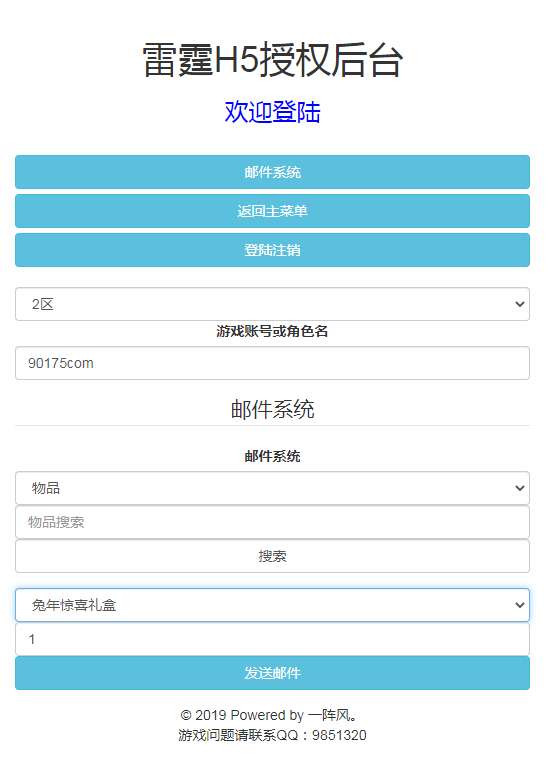 雷霆H5授权后台
欢迎登陆
邮件系统
返回主菜单
登陆注销
2区
游戏账号或角色名
90175com
邮件系统
邮件系统
物品
物品搜索
搜索
兔年惊喜礼盒
1
发送邮件
© 2019 Powered by 一阵风。
游戏问题请联系QQ：9851320